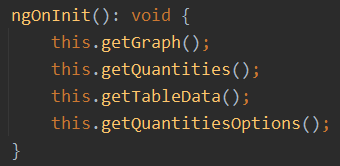 ngOnInit(): void {
    this.getGraph();
    this.getQuantities();
    this.getTableData();
    this.getQuantitiesOptions();
}